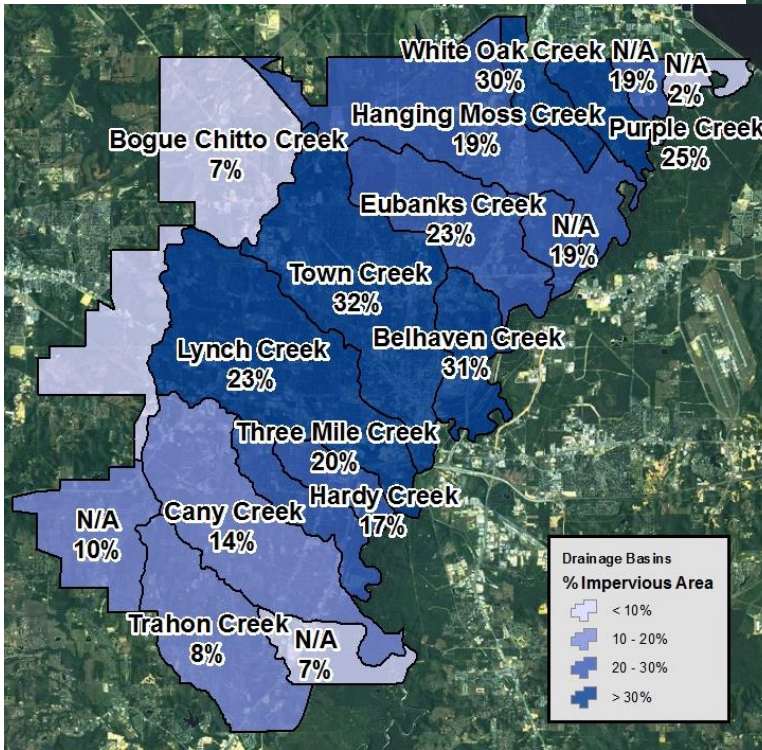 White Oak Creek
30%
N/A
19%
N/A
2%
Hanging Moss Creek
19%
Purple Creek
25%
Bogue Chitto Creek
7%
Eubanks Creek
23%
N/A
19%
Town Creek
32%
Belhaven Creek
31%
Lynch Creek
23%
Three Mile Creek
20%
Hardy Creek
17%
N/A
10%
Cany Creek
14%
Trahon Creek
8%
N/A
7%
Drainage Basins
% Impervious Area
< 10%
10 - 20%
20 - 30%
> 30%